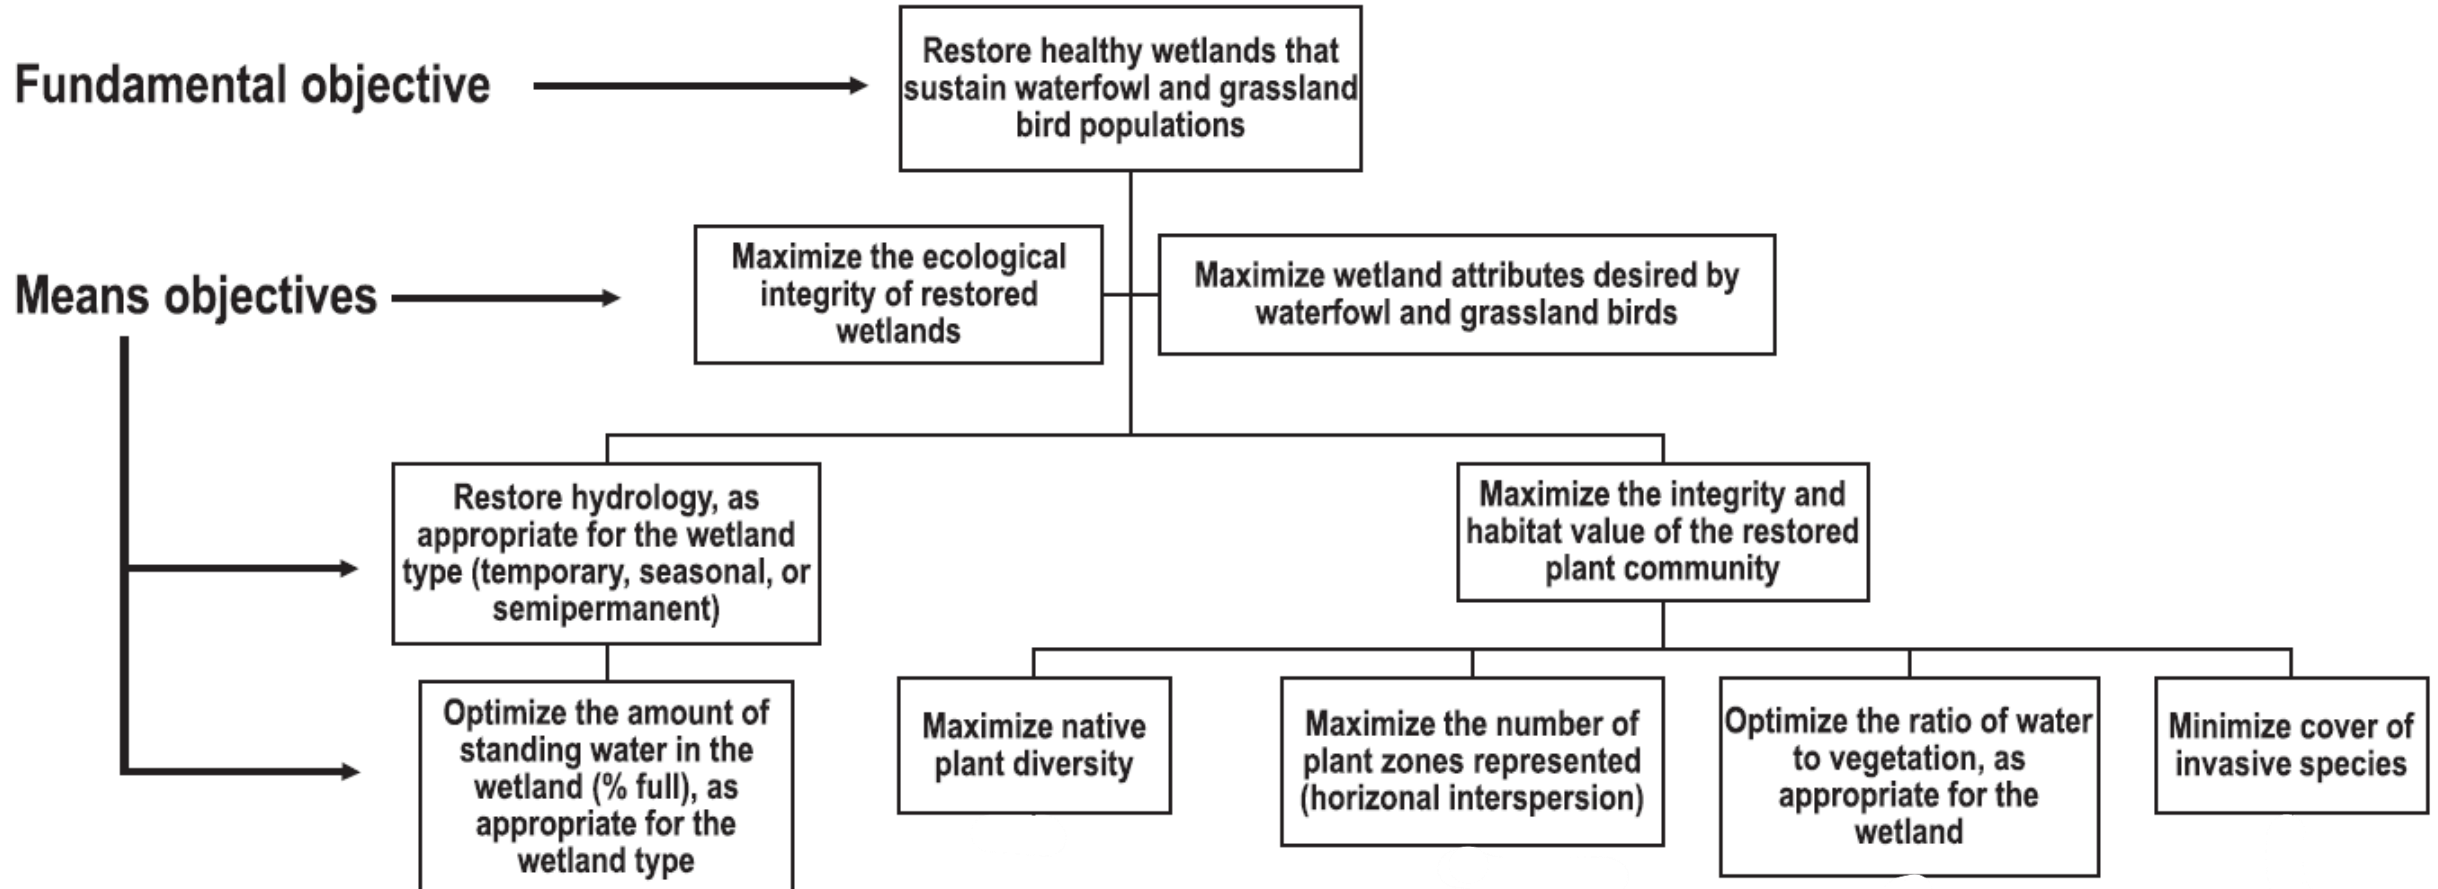 Fundamental objective
Restore healthy wetlands that
sustain waterfowl and grassland
bird populations
Means objectives
Maximize the ecological
integrity of restored
wetlands
Maximize wetland attributes desired by
waterfowl and grassland birds
Restore hydrology, as
appropriate for the wetland
type (temporary, seasonal, or
semipermanent)
Maximize the integrity and
habitat value of the restored
plant community
Optimize the amount of
standing water in the
wetland (% full), as
appropriate for the
wetland type
Maximize native
plant diversity
Maximize the number of
plant zones represented
(horizonal interspersion)
Optimize the ratio of water
to vegetation, as
appropriate for the
wetland
Minimize cover of
invasive species